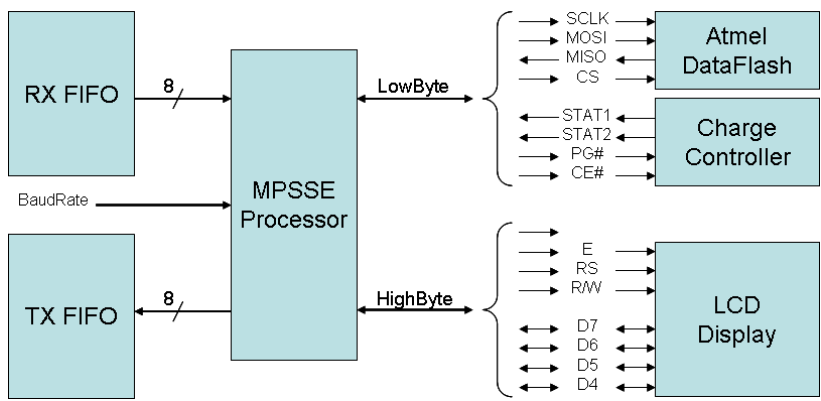 RX FIFO
8
BaudRate
TX FIFO
8
MPSSE
Processor
LowByte
HighByte
SCLK
MOSI
MISO
CS
STAT1
STAT2
PG#
CE#
E
RS
R/W
D7
D6
D5
D4
Atmel
DataFlash
Charge
Controller
LCD
Display